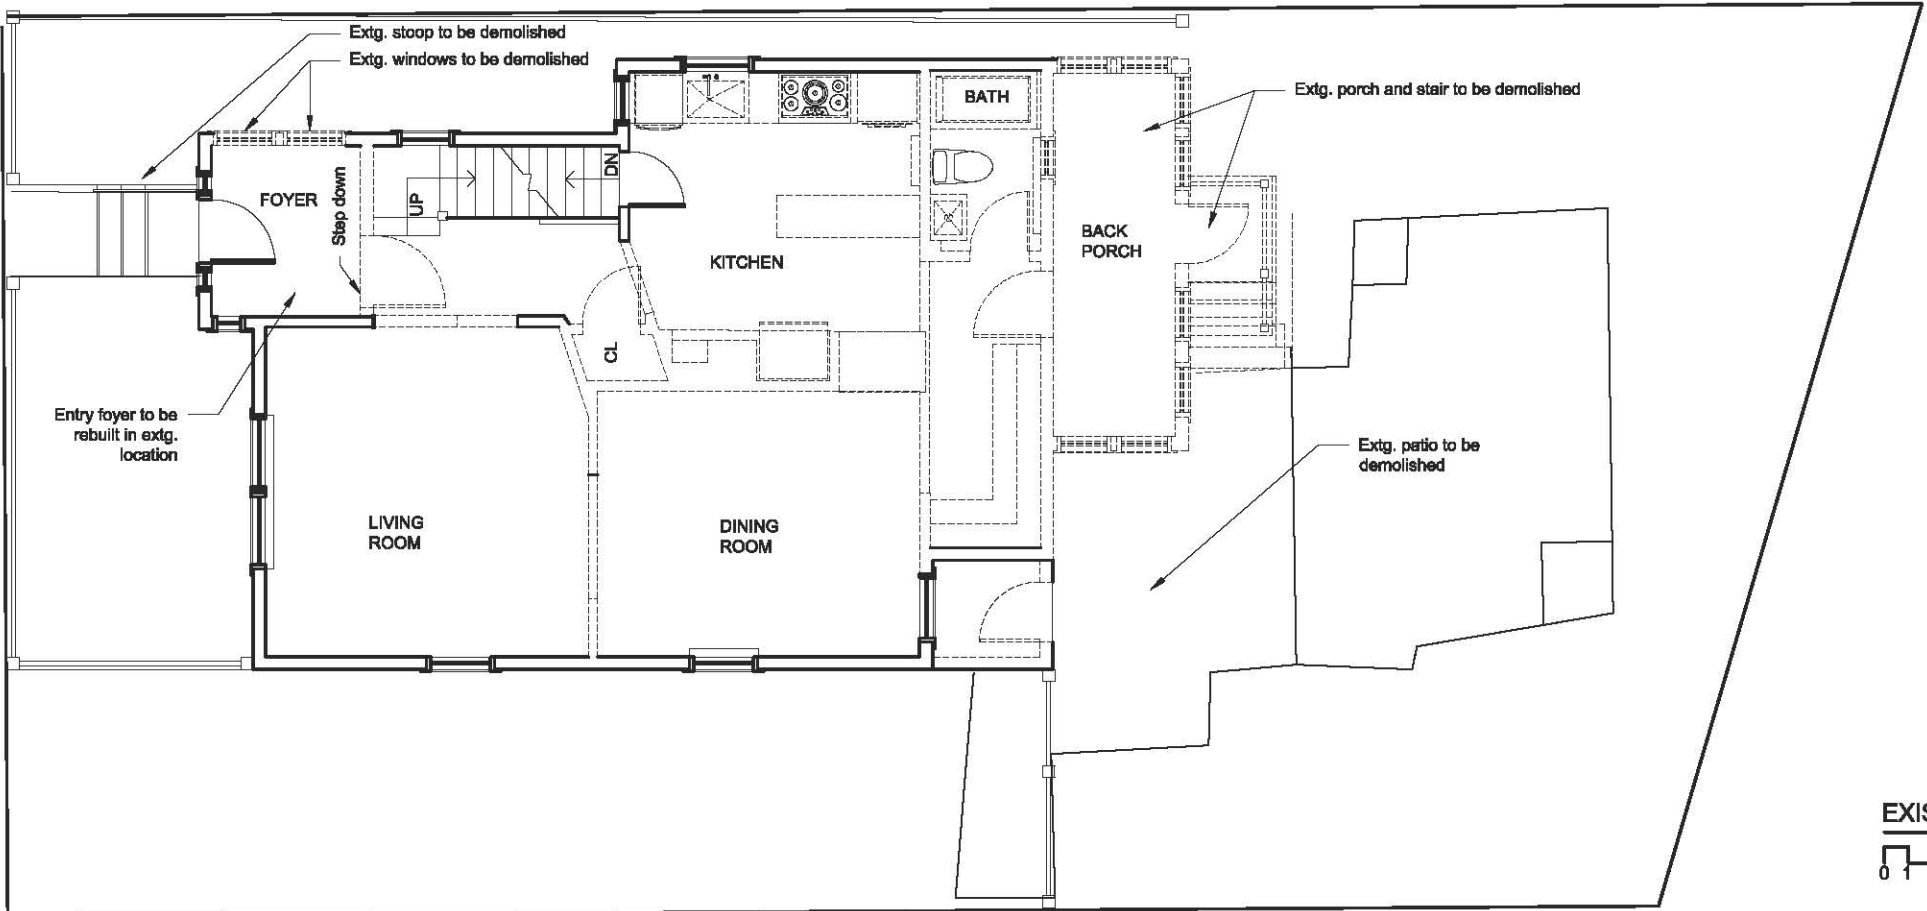 Extg. stoop to be demolished
Extg. windows to be demolished
Extg. porch and stair to be demolished
BATH
FOYER
Step down
UP
DN
KITCHEN
BACK
PORCH
CL
Entry foyer to be
rebuilt in extg.
location
LIVING
ROOM
DINING
ROOM
Extg. patio to be
demolished
EXIS
0 1